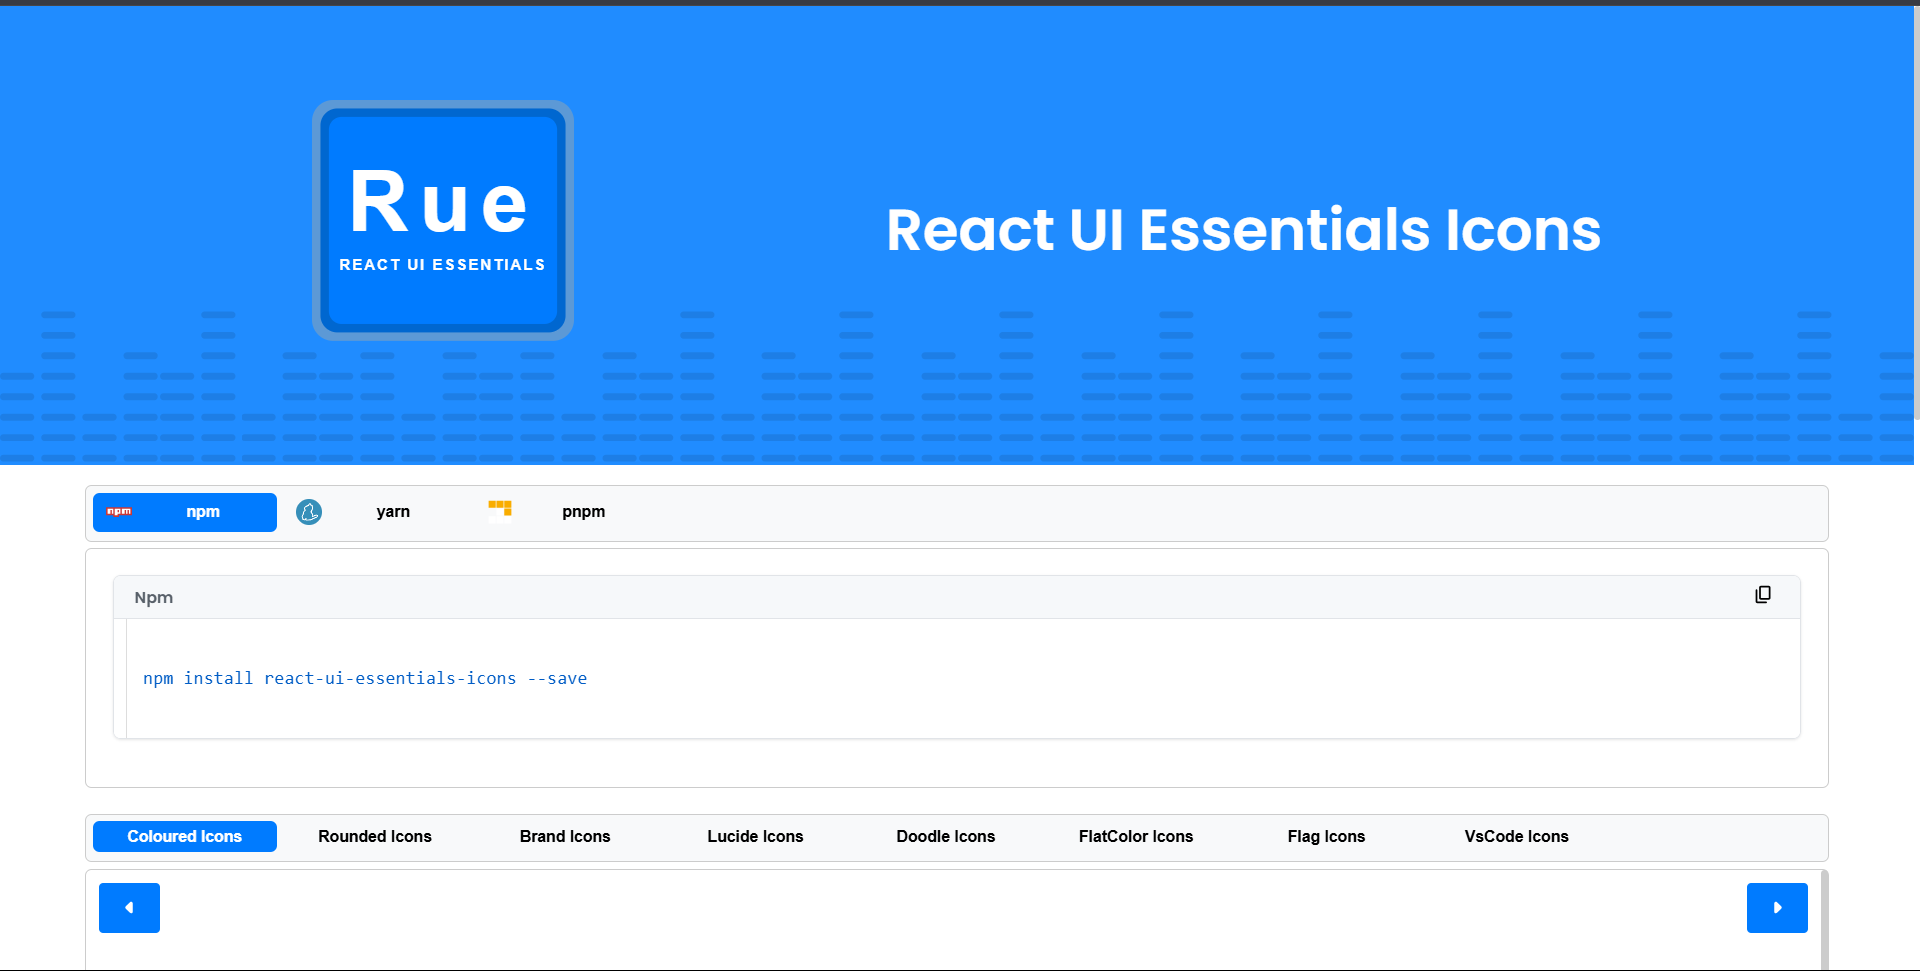 Rue
REACT UI ESSENTIALS
React UI Essentials Icons
npm npm yarn pnpm
Npm
npm install react-ui-essentials-icons --save
Coloured Icons Rounded Icons Brand Icons Lucide Icons Doodle Icons FlatColor Icons Flag Icons VsCode Icons